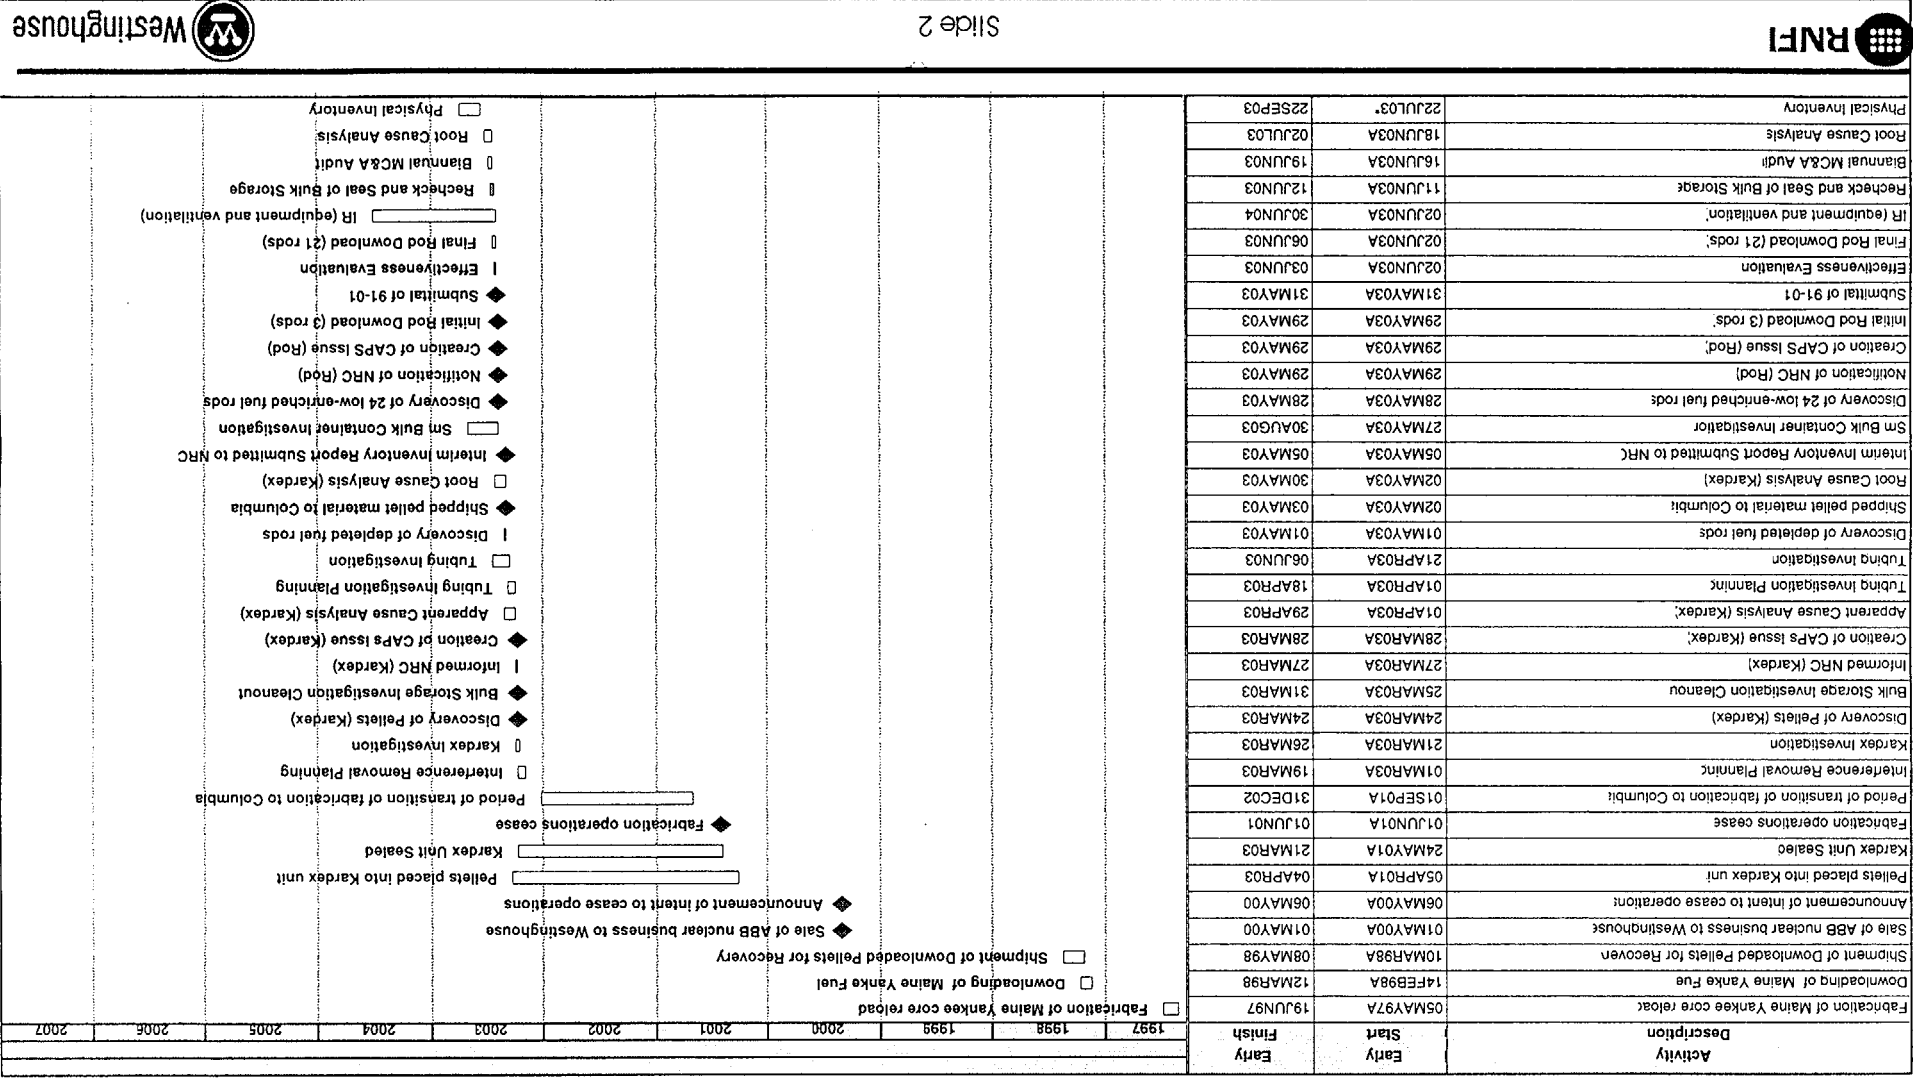 Activity Description Early Start Early Finish 1997 1998 1999 2000 2001 2002 2003 2004 2005 2006 2007
Fabrication of Maine Yankee core reload 05MAY97A 19JUN97 Fabrication of Maine Yankee core reload
Downloading of Maine Yanke Fue 14FEB98A 12MAR98 Downloading of Maine Yanke Fuel
Shipment of Downloaded Pellets for Recoven 10MAR98A 08MAY98 Shipment of Downloaded Pellets for Recovery
Sale of ABB nuclear business to Westinghouse 01MAY00A 01MAY00 Sale of ABB nuclear business to Westinghouse
Announcement of intent to cease operations 06MAY00A 06MAY00 Announcement of intent to cease operations
Pellets placed into Kardex uni 05APR01A 04APR03 Pellets placed into Kardex unit
Kardex Unit Sealed 24MAY01A 21MAR03 Kardex Unit Sealed
Fabrication operations cease 01JUN01A 01JUN01 Fabrication operations cease
Period of transition of fabrication to Columbia 01SEP01A 31DEC02 Period of transition of fabrication to Columbia
Interference Removal Planning 01MAR03A 19MAR03 Interference Removal Planning
Kardex Investigation 21MAR03A 26MAR03 Kardex Investigation
Discovery of Pellets (Kardex) 24MAR03A 24MAR03 Discovery of Pellets (Kardex)
Bulk Storage Investigation Cleanou 25MAR03A 31MAR03 Bulk Storage Investigation Cleanout
Informed NRC (Kardex) 27MAR03A 27MAR03 Informed NRC (Kardex)
Creation of CAPs Issue (Kardex) 28MAR03A 28MAR03 Creation of CAPs Issue (Kardex)
Apparent Cause Analysis (Kardex) 01APR03A 29APR03 Apparent Cause Analysis (Kardex)
Tubing Investigation Planning 01APR03A 18APR03 Tubing Investigation Planning
Tubing Investigation 21APR03A 06JUN03 Tubing Investigation
Discovery of depleted fuel rods 01MAY03A 01MAY03 Discovery of depleted fuel rods
Shipped pellet material to Columbia 02MAY03A 03MAY03 Shipped pellet material to Columbia
Root Cause Analysis (Kardex) 02MAY03A 30MAY03 Root Cause Analysis (Kardex)
Interim Inventory Report Submitted to NRC 05MAY03A 05MAY03 Interim Inventory Report Submitted to NRC
Sm Bulk Container Investigation 27MAY03A 30AUG03 Sm Bulk Container Investigation
Discovery of 24 low-enriched fuel rods 28MAY03A 28MAY03 Discovery of 24 low-enriched fuel rods
Notification of NRC (Rod) 29MAY03A 29MAY03 Notification of NRC (Rod)
Creation of CAPS Issue (Rod) 29MAY03A 29MAY03 Creation of CAPS Issue (Rod)
Initial Rod Download (3 rods) 29MAY03A 29MAY03 Initial Rod Download (3 rods)
Submittal of 91-01 31MAY03A 31MAY03 Submittal of 91-01
Effectiveness Evaluation 02JUN03A 03JUN03 Effectiveness Evaluation
Final Rod Download (21 rods) 02JUN03A 06JUN03 Final Rod Download (21 rods)
IR (equipment and ventilation) 02JUN03A 30JUN04 IR (equipment and ventilation)
Recheck and Seal of Bulk Storage 11JUN03A 12JUN03 Recheck and Seal of Bulk Storage
Biannual MC&A Audit 16JUN03A 19JUN03 Biannual MC&A Audit
Root Cause Analysis 18JUN03A 02JUL03 Root Cause Analysis
Physical Inventory 22JUL03* 22SEP03 Physical Inventory
RNFI
Slide 2
W Westinghouse